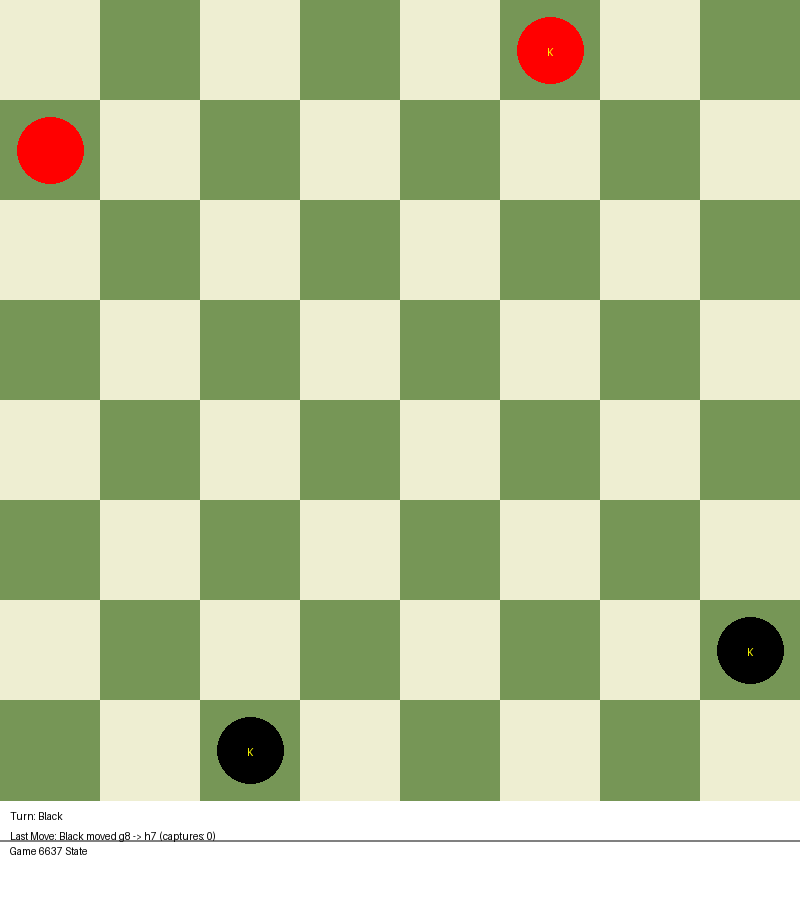 K
K
K
Turn: Black
Last Move: Black moved g8 -> h7 (captures: 0)
Game 6637 State